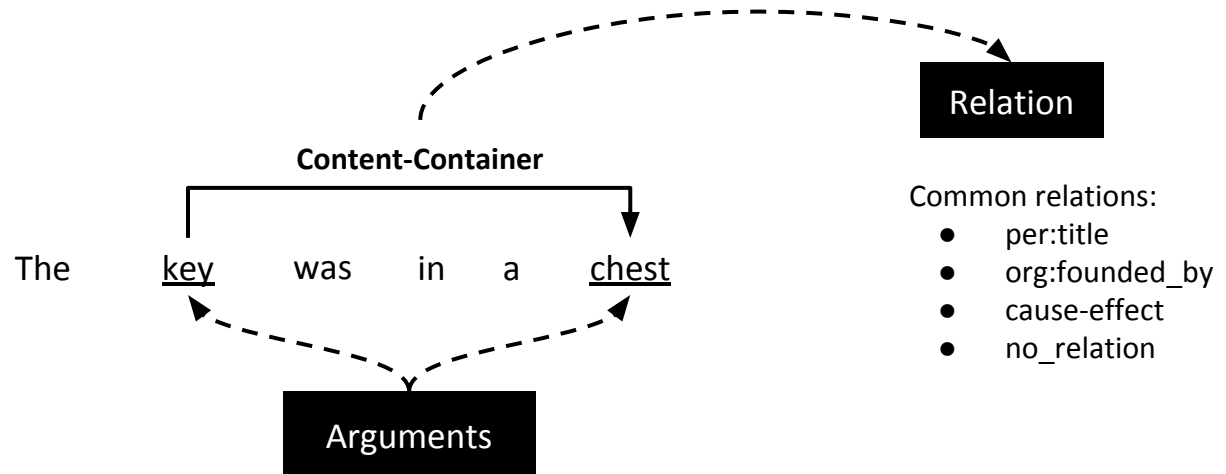 Relation
Content-Container
Common relations:
● per:title
● org:founded_by
● cause-effect
● no_relation
The key was in a chest
Arguments